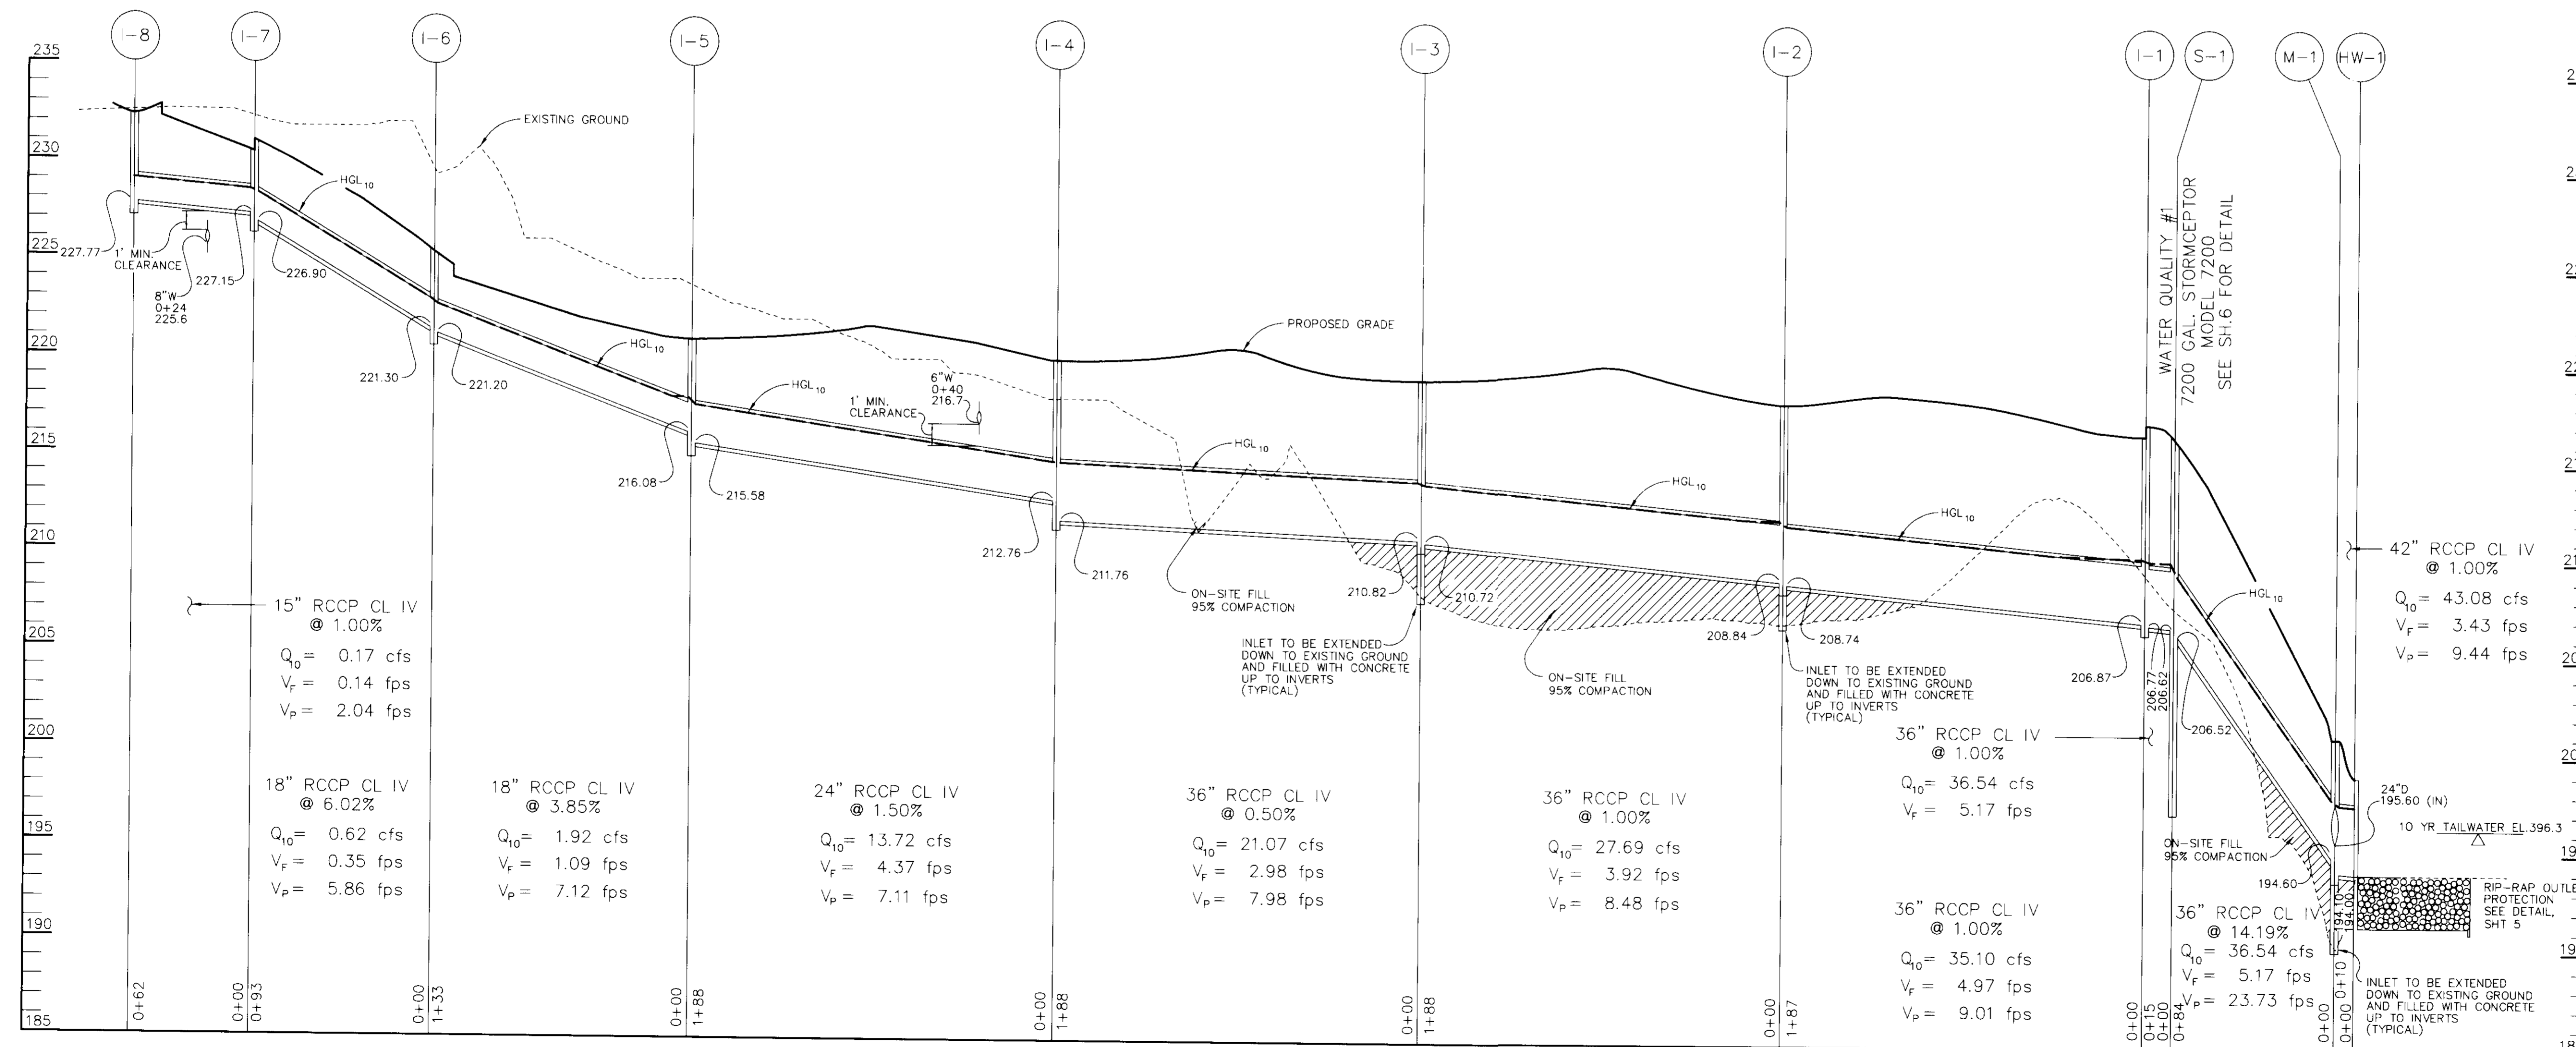 I-8
I-7
I-6
I-5
I-4
I-3
I-2
I-1
S-1
M-1
HW-1
235
230
225
220
215
210
205
200
195
190
185
EXISTING GROUND
HGL10
HGL10
HGL10
HGL10
HGL10
HGL10
HGL10
PROPOSED GRADE
227.77
1' MIN.
CLEARANCE
8"W
0+24
225.6
227.15
226.90
221.30
221.20
216.08
215.58
1' MIN.
CLEARANCE
6"W
0+40
216.7
212.76
211.76
ON-SITE FILL
95% COMPACTION
210.82
210.72
INLET TO BE EXTENDED
DOWN TO EXISTING GROUND
AND FILLED WITH CONCRETE
UP TO INVERTS
(TYPICAL)
ON-SITE FILL
95% COMPACTION
208.84
208.74
INLET TO BE EXTENDED
DOWN TO EXISTING GROUND
AND FILLED WITH CONCRETE
UP TO INVERTS
(TYPICAL)
206.87
206.77
206.62
206.52
WATER QUALITY #1
7200 GAL. STORMCEPTOR
MODEL 7200
SEE SH.6 FOR DETAIL
15" RCCP CL IV
@ 1.00%
Q10= 0.17 cfs
VF = 0.14 fps
VP = 2.04 fps
18" RCCP CL IV
@ 6.02%
Q10= 0.62 cfs
VF = 0.35 fps
VP= 5.86 fps
18" RCCP CL IV
@ 3.85%
Q10= 1.92 cfs
VF = 1.09 fps
VP= 7.12 fps
24" RCCP CL IV
@ 1.50%
Q10= 13.72 cfs
VF = 4.37 fps
VP = 7.11 fps
36" RCCP CL IV
@ 0.50%
Q10= 21.07 cfs
VF = 2.98 fps
VP= 7.98 fps
36" RCCP CL IV
@ 1.00%
Q10= 27.69 cfs
VF = 3.92 fps
VP= 8.48 fps
36" RCCP CL IV
@ 1.00%
Q10= 36.54 cfs
VF = 5.17 fps
36" RCCP CL IV
@ 1.00%
Q10= 35.10 cfs
VF = 4.97 fps
VP = 9.01 fps
36" RCCP CL IV
@ 14.19%
Q10= 36.54 cfs
VF = 5.17 fps
VP = 23.73 fps
42" RCCP CL IV
@ 1.00%
Q10= 43.08 cfs
VF = 3.43 fps
VP= 9.44 fps
24"D
195.60 (IN)
10 YR TAILWATER EL.396.3
ON-SITE FILL
95% COMPACTION
194.60
194.10
194.00
RIP-RAP OUTLE
PROTECTION
SEE DETAIL,
SHT 5
INLET TO BE EXTENDED
DOWN TO EXISTING GROUND
AND FILLED WITH CONCRETE
UP TO INVERTS
(TYPICAL)
0+62
0+00
0+93
0+00
1+33
0+00
1+88
0+00
1+88
0+00
1+88
0+00
1+87
0+00
0+15
0+00
0+84
0+00
0+10
0+00